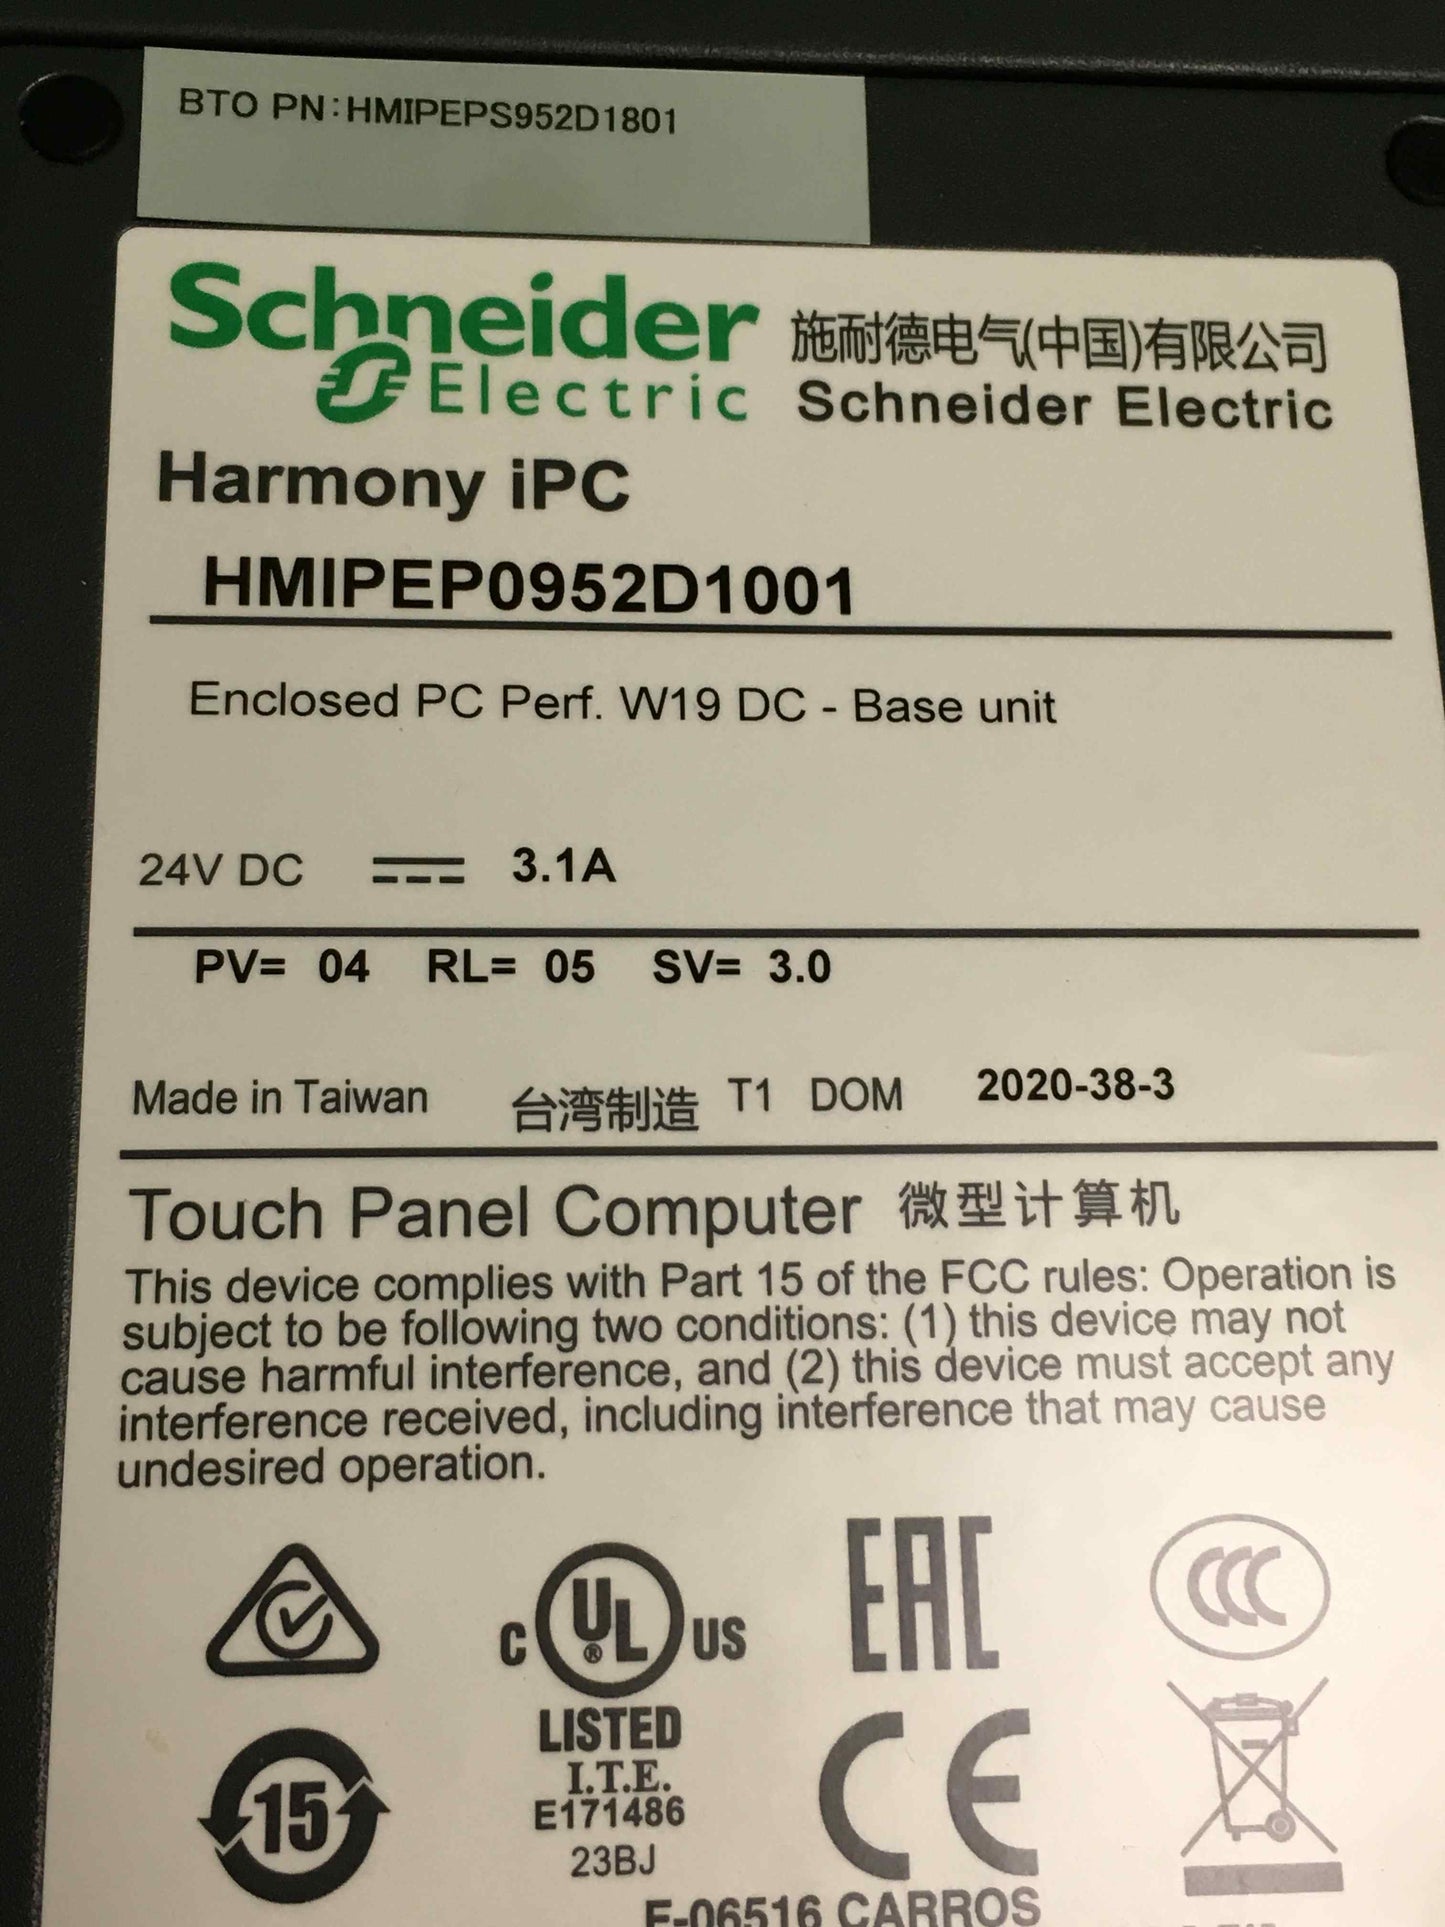 BTO PN:HMIPEPS952D1801
Schneider
Electric
施耐德电气(中国)有限公司
Schneider Electric
Harmony iPC
HMIPEP0952D1001
Enclosed PC Perf. W19 DC - Base unit
24V DC 3.1A
PV= 04 RL= 05 SV= 3.0
Made in Taiwan 台湾制造 T1 DOM 2020-38-3
Touch Panel Computer 微型计算机
This device complies with Part 15 of the FCC rules: Operation is
subject to be following two conditions: (1) this device may not
cause harmful interference, and (2) this device must accept any
interference received, including interference that may cause
undesired operation.
C UL ® US
LISTED
I.T.E.
E171486
23BJ
EAC
CCC
15
CE
F-06516 CARROS